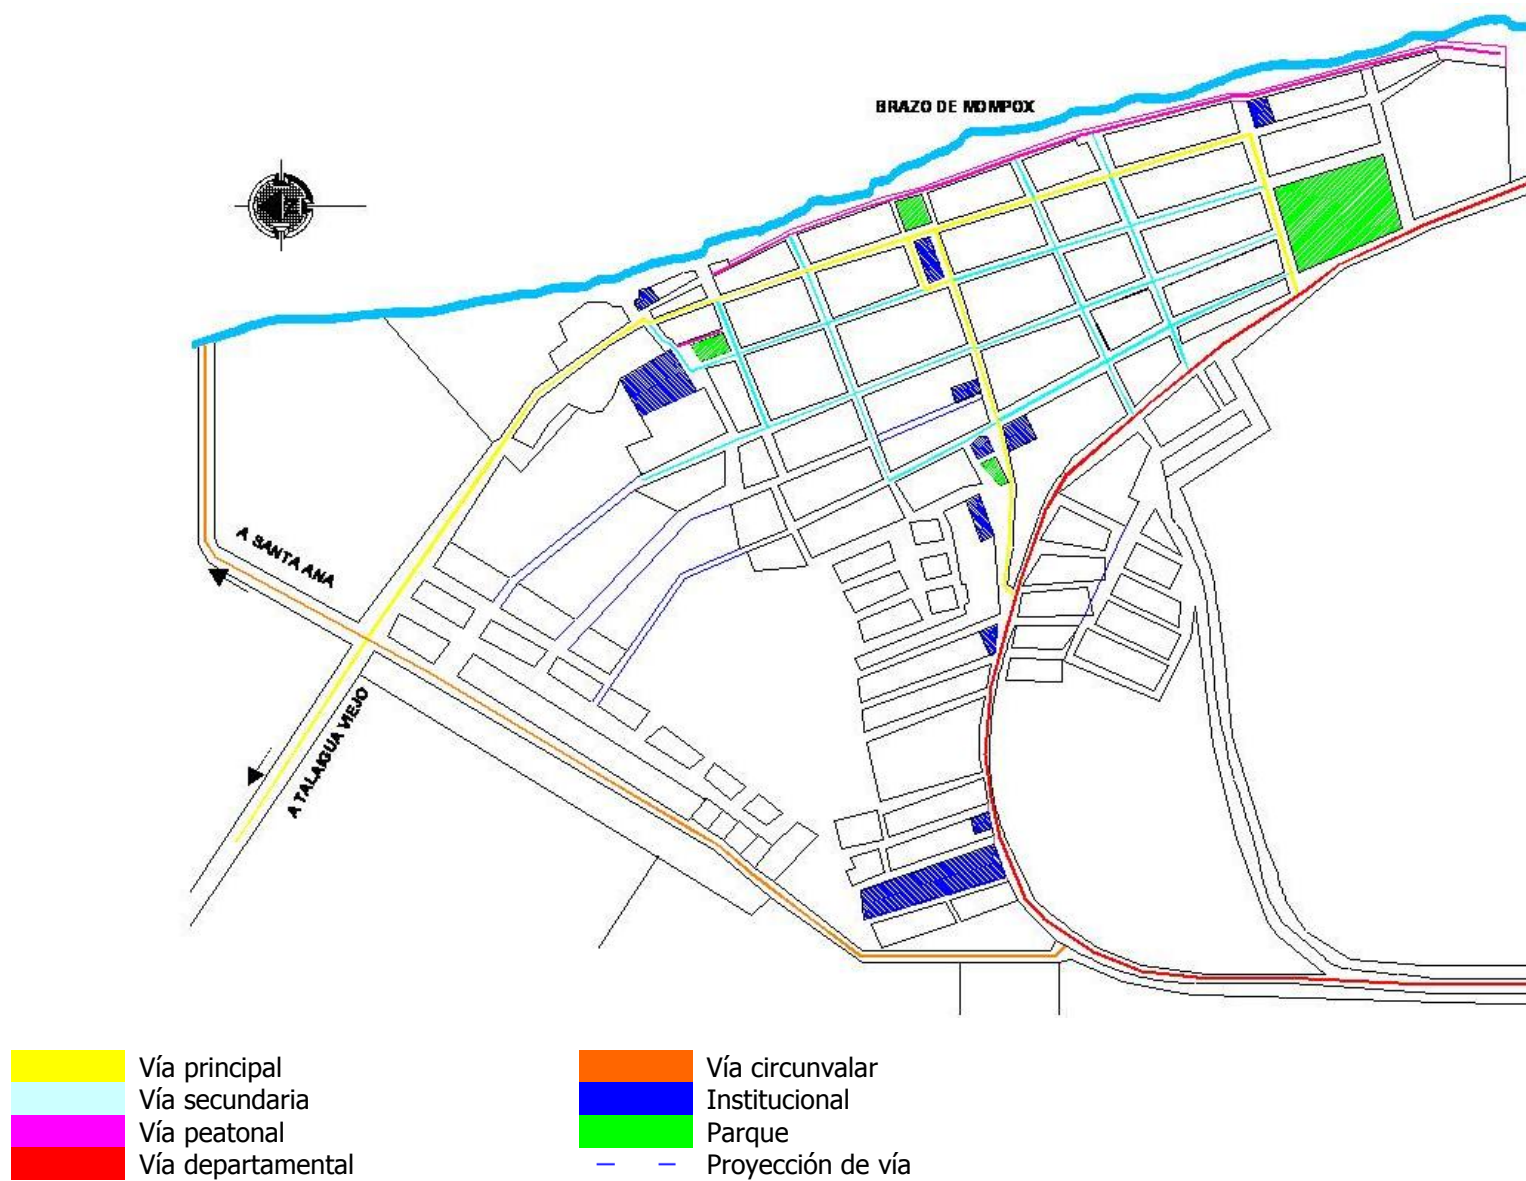 BRAZO DE MOMPOX
N
A SANTA ANA
A TALAIGUA VIEJO
Vía principal
Vía secundaria
Vía peatonal
Vía departamental
Vía circunvalar
Institucional
Parque
Proyección de vía